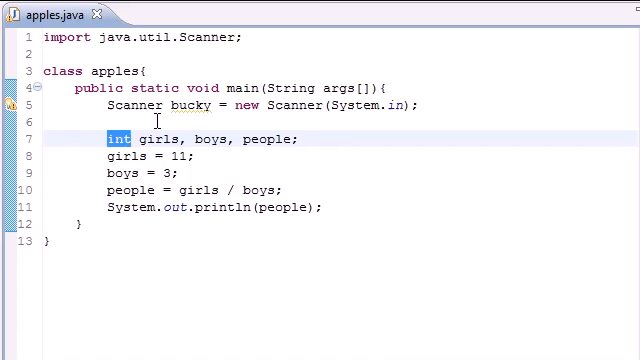 apples.java
1 import java.util.Scanner;
2
3 class apples{
4 public static void main(String args[]){
5 Scanner bucky = new Scanner(System.in);
6
7 int girls, boys, people;
8 girls = 11;
9 boys = 3;
10 people = girls / boys;
11 System.out.println(people);
12 }
13 }